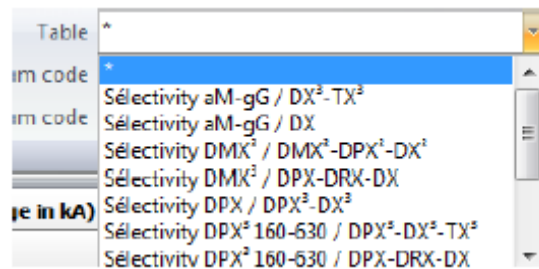 Table *
um code *
um code Sélectivity aM-gG / DX³-TX³
Sélectivity aM-gG / DX
Sélectivity DMX³ / DMX³-DPX³-DX³
Sélectivity DMX³ / DPX-DRX-DX
ge in kA) Sélectivity DPX / DPX³-DX³
Sélectivity DPX³ 160-630 / DPX³-DX³-TX³
Sélectivity DPX³ 160-630 / DPX-DRX-DX